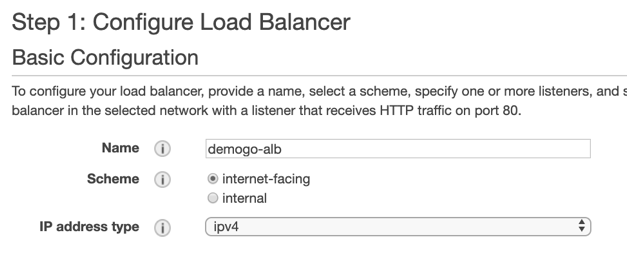 Step 1: Configure Load Balancer
Basic Configuration
To configure your load balancer, provide a name, select a scheme, specify one or more listeners, and s
balancer in the selected network with a listener that receives HTTP traffic on port 80.
Name i demogo-alb
Scheme i internet-facing
internal
IP address type i ipv4